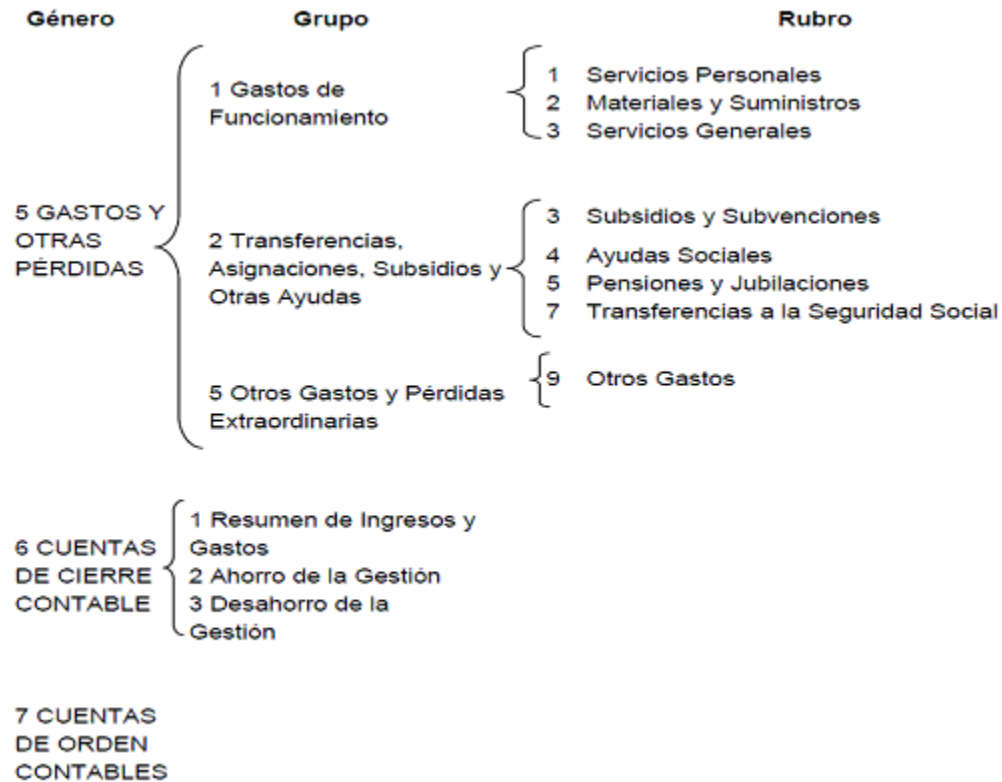 Género Grupo Rubro
1 Gastos de
Funcionamiento
1 Servicios Personales
2 Materiales y Suministros
3 Servicios Generales
5 GASTOS Y
OTRAS
PÉRDIDAS
2 Transferencias,
Asignaciones, Subsidios y
Otras Ayudas
3 Subsidios y Subvenciones
4 Ayudas Sociales
5 Pensiones y Jubilaciones
7 Transferencias a la Seguridad Social
5 Otros Gastos y Pérdidas
Extraordinarias
9 Otros Gastos
6 CUENTAS
DE CIERRE
CONTABLE
1 Resumen de Ingresos y
Gastos
2 Ahorro de la Gestión
3 Desahorro de la
Gestión
7 CUENTAS
DE ORDEN
CONTABLES